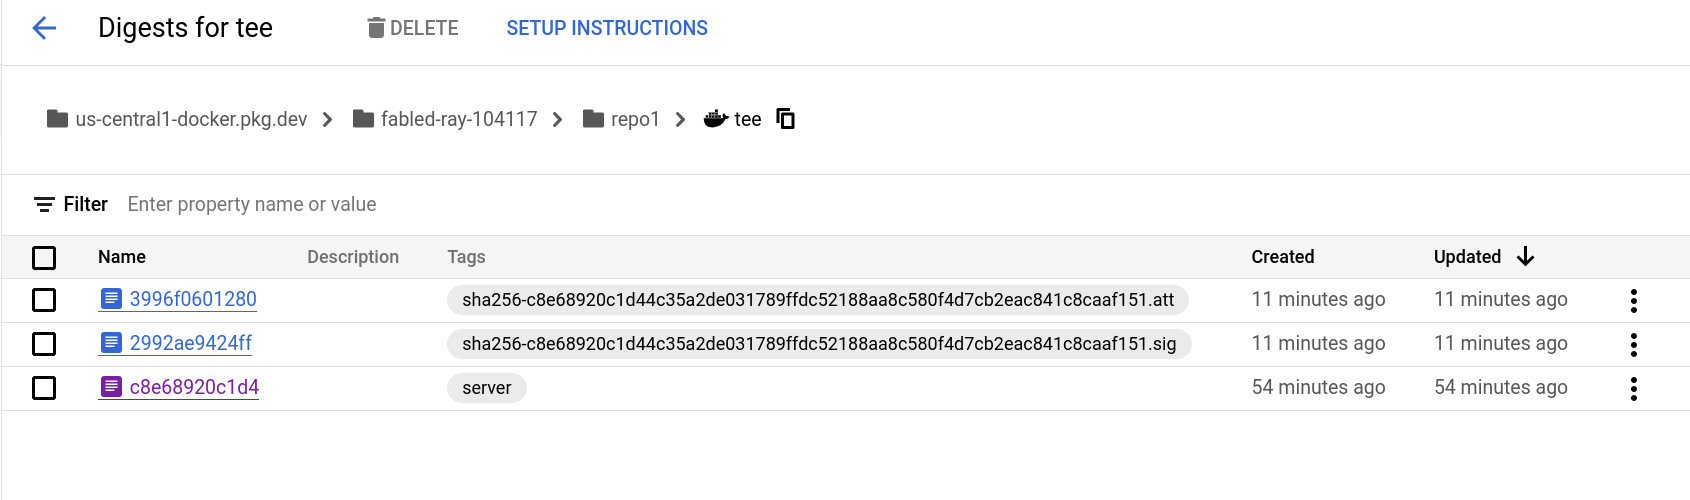 Digests for tee DELETE SETUP INSTRUCTIONS
us-central1-docker.pkg.dev fabled-ray-104117 repo1 tee
Filter Enter property name or value
Name Description Tags Created Updated
3996f0601280 sha256-c8e68920c1d44c35a2de031789ffdc52188aa8c580f4d7cb2eac841c8caaf151.att 11 minutes ago 11 minutes ago
2992ae9424ff sha256-c8e68920c1d44c35a2de031789ffdc52188aa8c580f4d7cb2eac841c8caaf151.sig 11 minutes ago 11 minutes ago
c8e68920c1d4 server 54 minutes ago 54 minutes ago